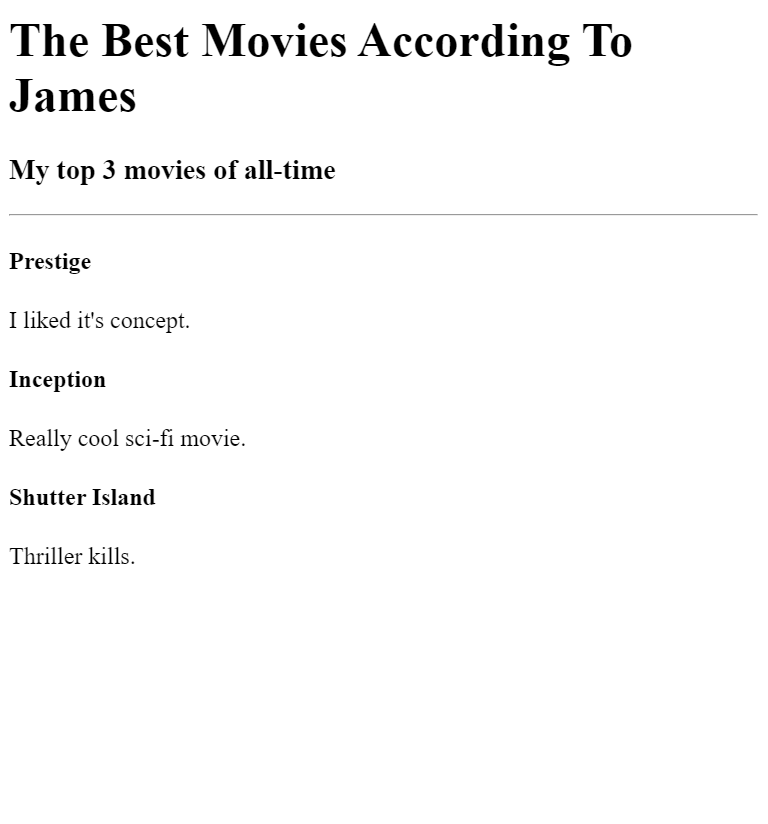 The Best Movies According To
James
My top 3 movies of all-time
Prestige
I liked it's concept.
Inception
Really cool sci-fi movie.
Shutter Island
Thriller kills.